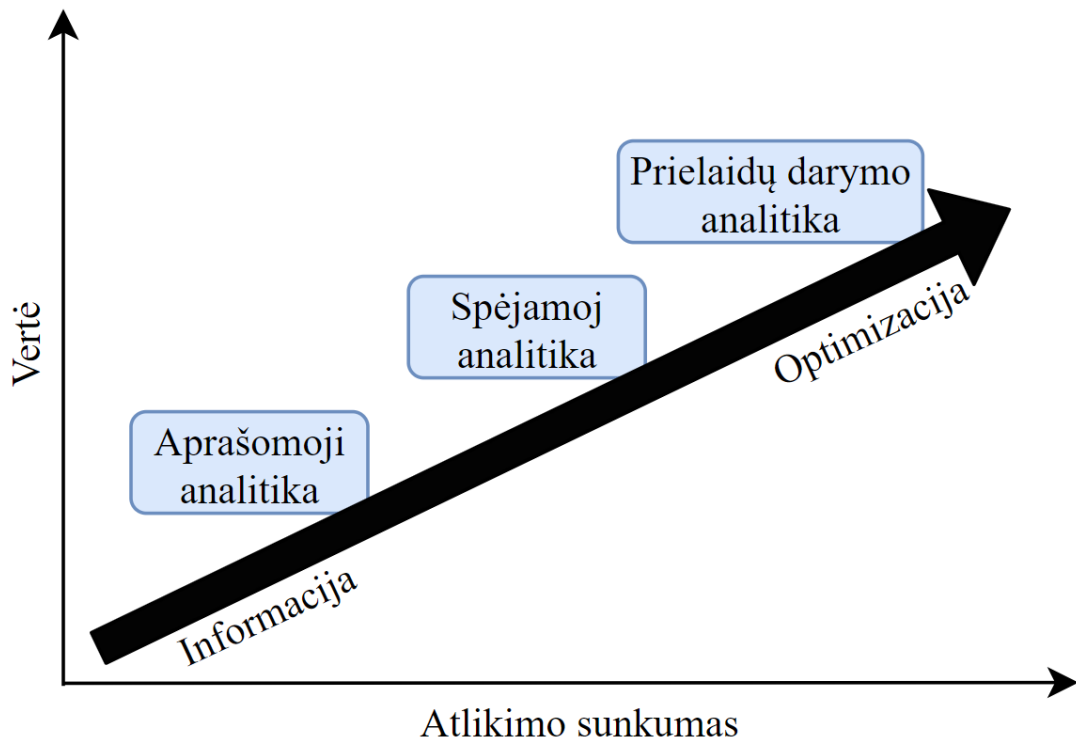 Prielaidų darymo
analitika
Spėjamoj
analitika
Aprašomoji
analitika
Vertė
Optimizacija
Informacija
Atlikimo sunkumas